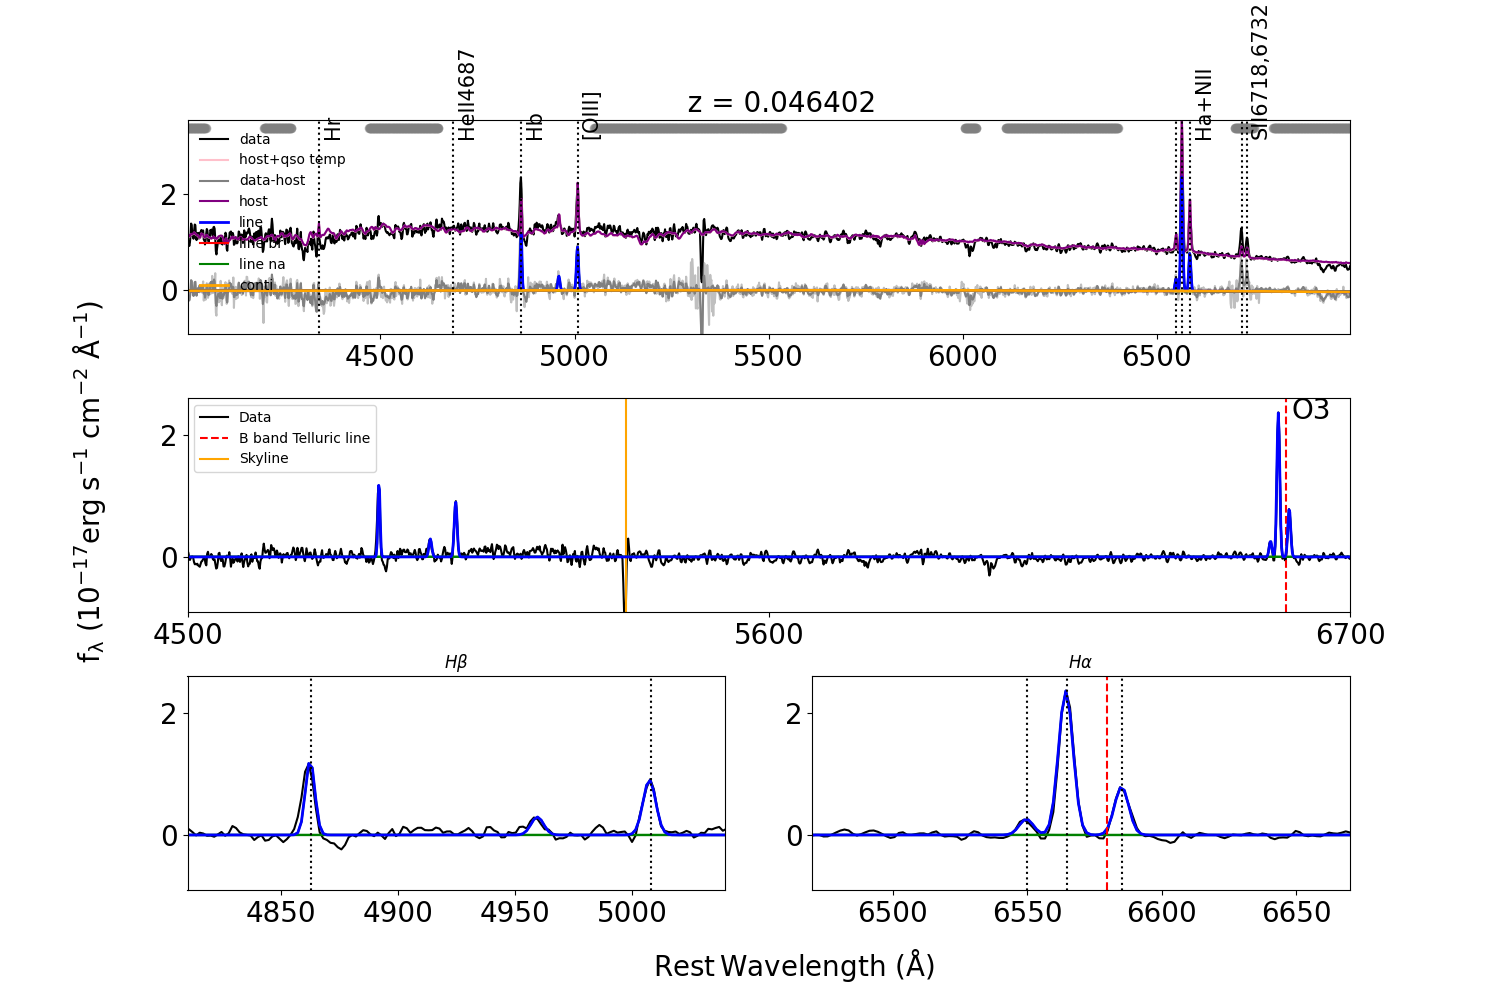 Hr
HeII4687
Hb
[OIII]
Ha+NII
SII6718,6732
z = 0.046402
data
host+qso temp
data-host
host
line
line br
line na
conti
2
0
4500
5000
5500
6000
6500
Data
B band Telluric line
Skyline
O3
2
0
4500
5600
6700
fλ (10−17erg s−1 cm−2 Å−1)
Hβ
2
0
4850
4900
4950
5000
Hα
2
0
6500
6550
6600
6650
Rest Wavelength (Å)